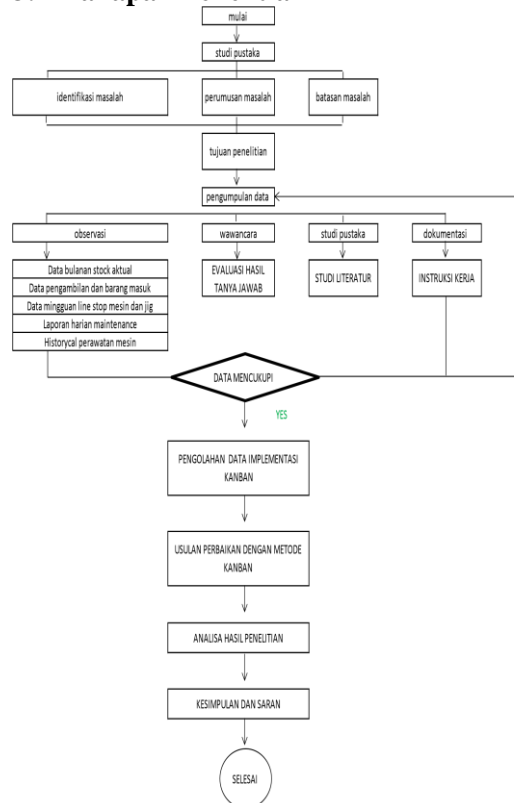 mulai
studi pustaka
identifikasi masalah
perumusan masalah
batasan masalah
tujuan penelitian
pengumpulan data
observasi
wawancara
studi pustaka
dokumentasi
Data bulanan stock aktual
Data pengambilan dan barang masuk
Data mingguan line stop mesin dan jig
Laporan harian maintenance
Historycal perawatan mesin
EVALUASI HASIL
TANYA JAWAB
STUDI LITERATUR
INSTRUKSI KERJA
DATA MENCUKUPI
YES
PENGOLAHAN DATA IMPLEMENTASI
KANBAN
USULAN PERBAIKAN DENGAN METODE
KANBAN
ANALISA HASIL PENELITIAN
KESIMPULAN DAN SARAN
SELESAI